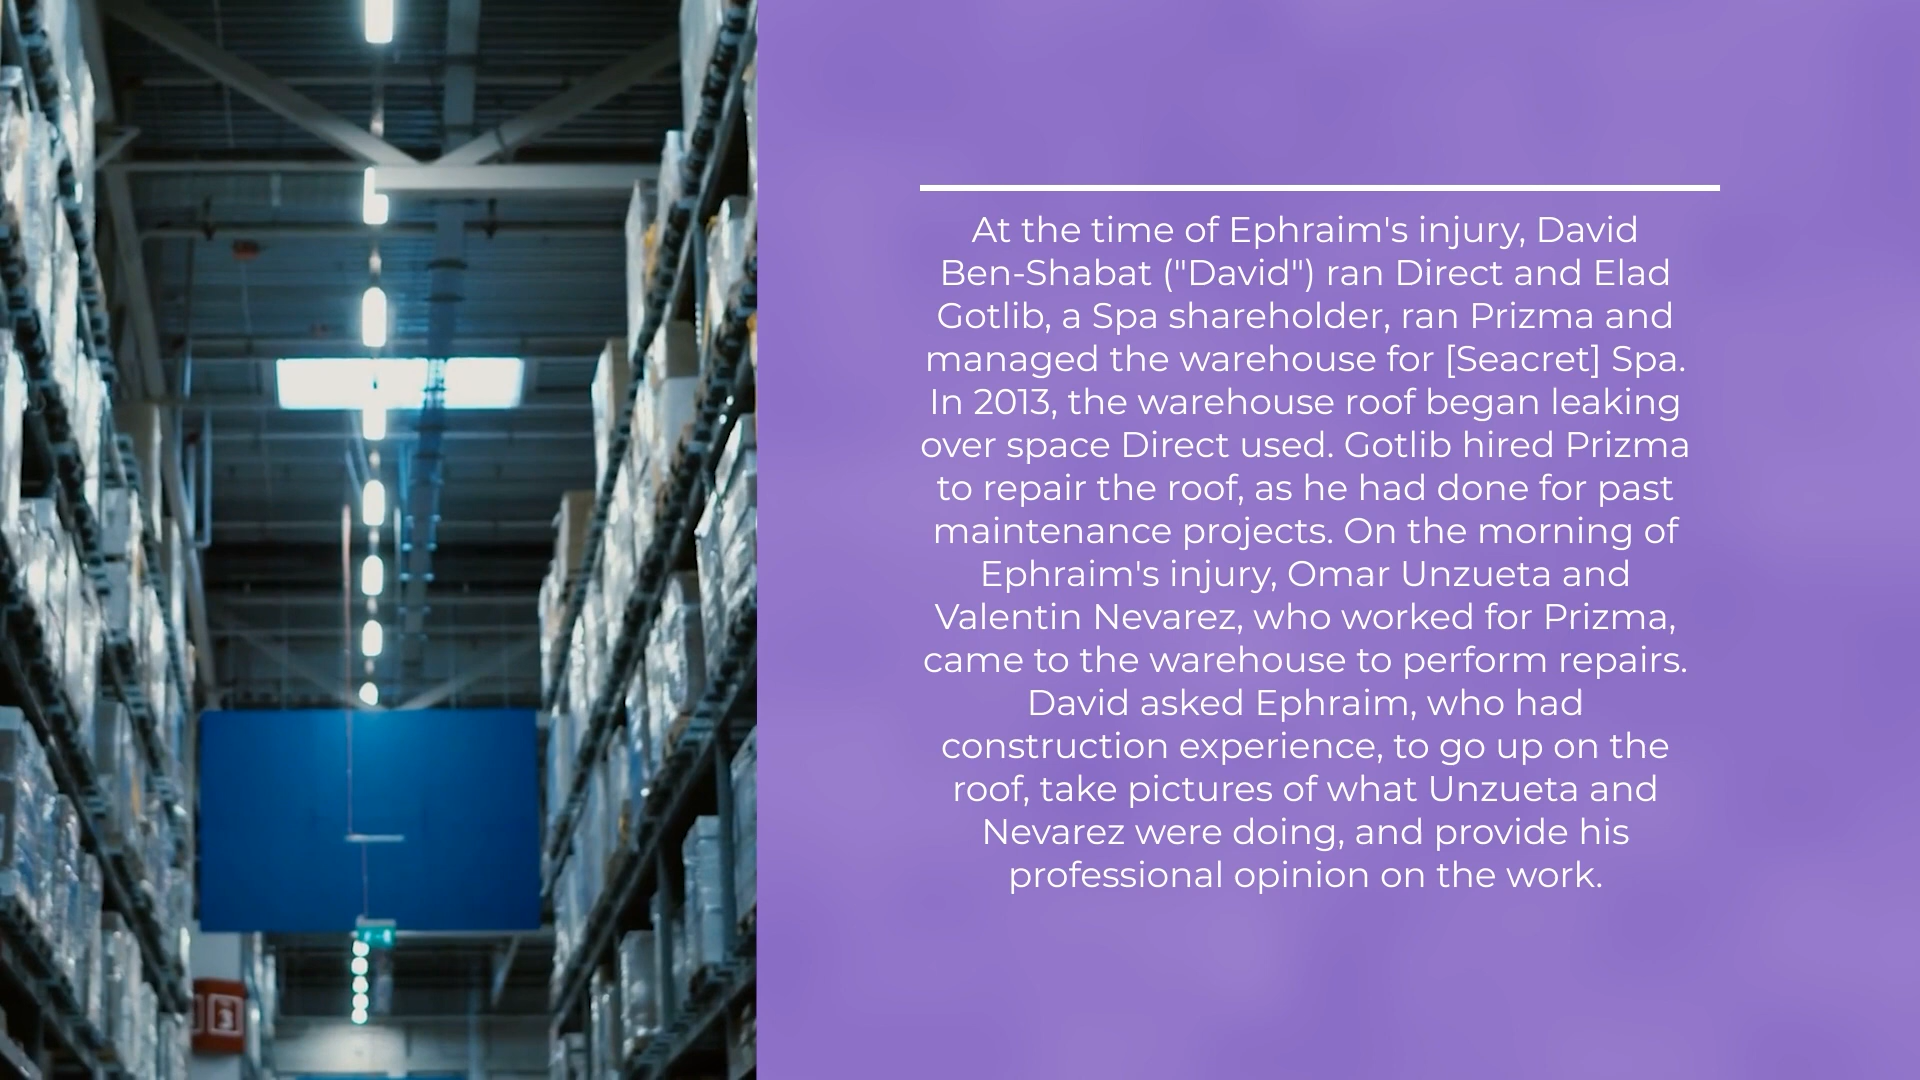 At the time of Ephraim's injury, David
Ben-Shabat ("David") ran Direct and Elad
Gotlib, a Spa shareholder, ran Prizma and
managed the warehouse for [Seacret] Spa.
In 2013, the warehouse roof began leaking
over space Direct used. Gotlib hired Prizma
to repair the roof, as he had done for past
maintenance projects. On the morning of
Ephraim's injury, Omar Unzueta and
Valentin Nevarez, who worked for Prizma,
came to the warehouse to perform repairs.
David asked Ephraim, who had
construction experience, to go up on the
roof, take pictures of what Unzueta and
Nevarez were doing, and provide his
professional opinion on the work.
3